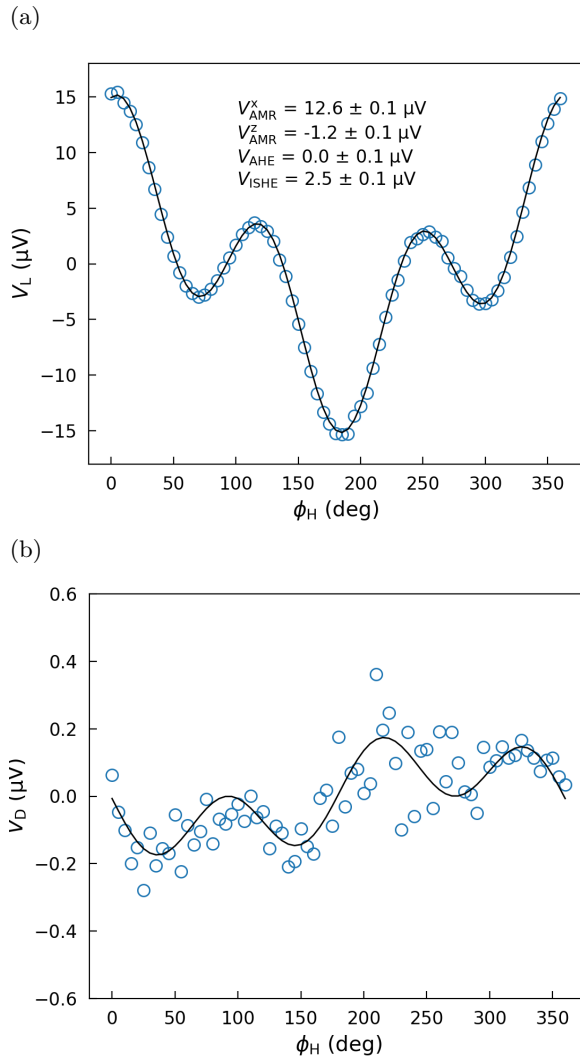 (a)
V^x_AMR = 12.6 ± 0.1 µV
V^z_AMR = -1.2 ± 0.1 µV
V_AHE = 0.0 ± 0.1 µV
V_ISHE = 2.5 ± 0.1 µV
15
10
5
0
−5
−10
−15
V_L (µV)
0 50 100 150 200 250 300 350
ϕ_H (deg)
(b)
0.6
0.4
0.2
0.0
−0.2
−0.4
−0.6
V_D (µV)
0 50 100 150 200 250 300 350
ϕ_H (deg)